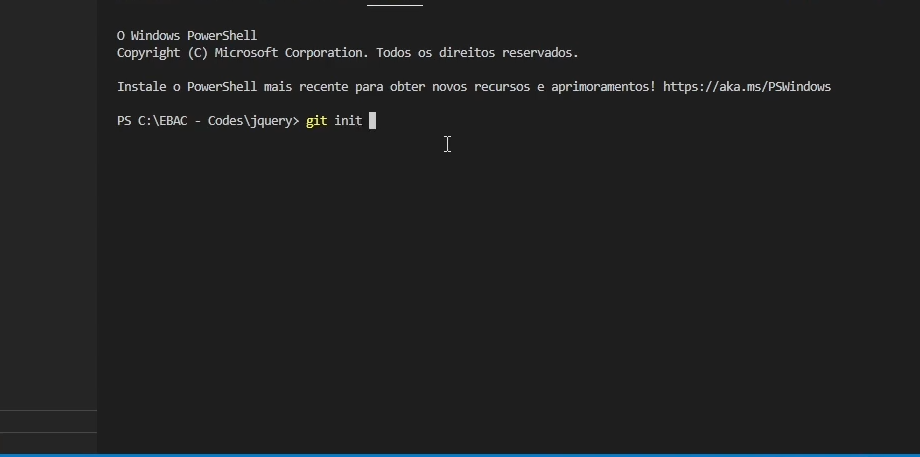 O Windows PowerShell
Copyright (C) Microsoft Corporation. Todos os direitos reservados.
Instale o PowerShell mais recente para obter novos recursos e aprimoramentos! https://aka.ms/PSWindows
PS C:\EBAC - Codes\jquery> git init